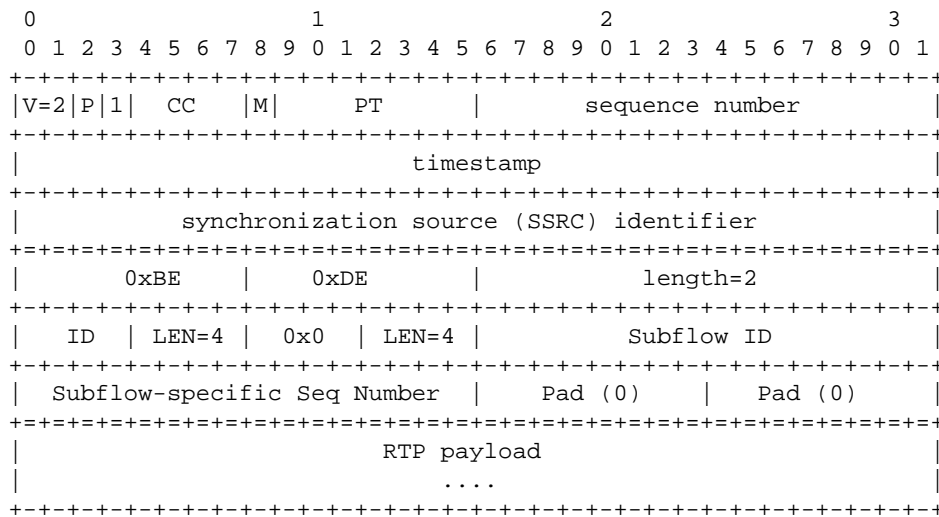 0                   1                   2                   3
 0 1 2 3 4 5 6 7 8 9 0 1 2 3 4 5 6 7 8 9 0 1 2 3 4 5 6 7 8 9 0 1
+-+-+-+-+-+-+-+-+-+-+-+-+-+-+-+-+-+-+-+-+-+-+-+-+-+-+-+-+-+-+-+-+
|V=2|P|1|  CC   |M|     PT      |       sequence number         |
+-+-+-+-+-+-+-+-+-+-+-+-+-+-+-+-+-+-+-+-+-+-+-+-+-+-+-+-+-+-+-+-+
|                           timestamp                           |
+-+-+-+-+-+-+-+-+-+-+-+-+-+-+-+-+-+-+-+-+-+-+-+-+-+-+-+-+-+-+-+-+
|           synchronization source (SSRC) identifier            |
+=+=+=+=+=+=+=+=+=+=+=+=+=+=+=+=+=+=+=+=+=+=+=+=+=+=+=+=+=+=+=+=+
|       0xBE    |    0xDE       |           length=2            |
+-+-+-+-+-+-+-+-+-+-+-+-+-+-+-+-+-+-+-+-+-+-+-+-+-+-+-+-+-+-+-+-+
|   ID  | LEN=4 |  0x0  | LEN=4 |          Subflow ID           |
+-+-+-+-+-+-+-+-+-+-+-+-+-+-+-+-+-+-+-+-+-+-+-+-+-+-+-+-+-+-+-+-+
|  Subflow-specific Seq Number  |    Pad (0)    |   Pad (0)     |
+=+=+=+=+=+=+=+=+=+=+=+=+=+=+=+=+=+=+=+=+=+=+=+=+=+=+=+=+=+=+=+=+
|                         RTP payload                           |
|                             ....                              |
+-+-+-+-+-+-+-+-+-+-+-+-+-+-+-+-+-+-+-+-+-+-+-+-+-+-+-+-+-+-+-+-+